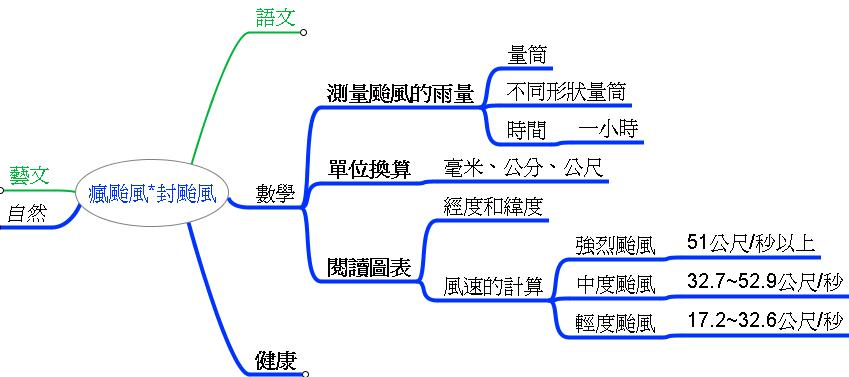 語文
量筒
測量颱風的雨量
不同形狀量筒
時間
一小時
藝文
瘋颱風*封颱風
單位換算
毫米、公分、公尺
自然
數學
經度和緯度
閱讀圖表
強烈颱風
51公尺/秒以上
風速的計算
中度颱風
32.7~52.9公尺/秒
輕度颱風
17.2~32.6公尺/秒
健康